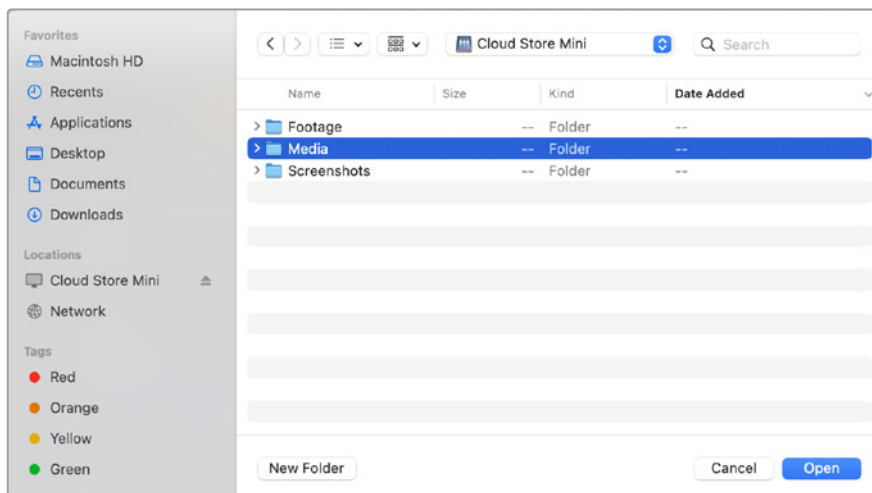 Favorites
Macintosh HD
Recents
Applications
Desktop
Documents
Downloads
Locations
Cloud Store Mini
Network
Tags
Red
Orange
Yellow
Green
Cloud Store Mini
Search
Name Size Kind Date Added
Footage -- Folder --
Media -- Folder --
Screenshots -- Folder --
New Folder Cancel Open